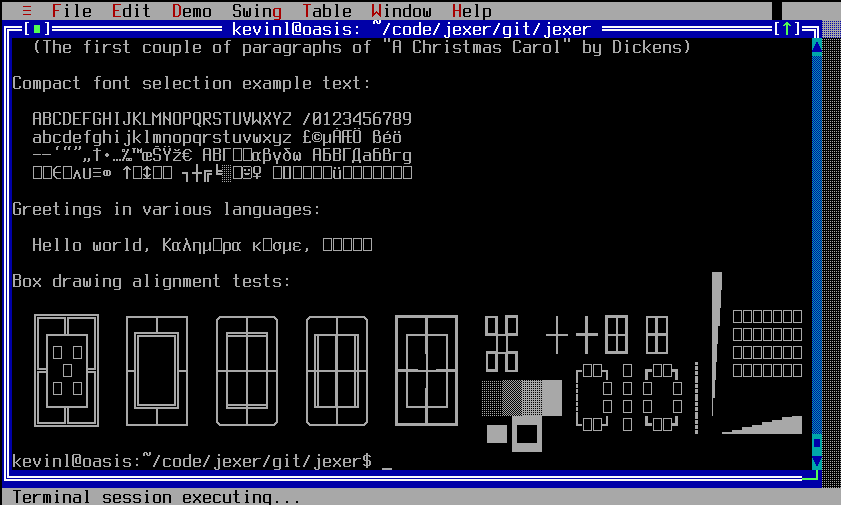 ≡ File Edit Demo Swing Table Window Help
kevinl@oasis: ~/code/jexer/git/jexer
(The first couple of paragraphs of "A Christmas Carol" by Dickens)
Compact font selection example text:
ABCDEFGHIJKLMNOPQRSTUVWXYZ /0123456789
abcdefghijklmnopqrstuvwxyz £©µÀÆÖ
–—‘“”„†•…‰™œŠŸž€ ΑΒΓ□□αβγδω АБВГДабвг
Greetings in various languages:
Hello world, Καλημ□ρα κ□σμε, □□□□□
Box drawing alignment tests:
kevinl@oasis:~/code/jexer/git/jexer$ _
Terminal session executing...